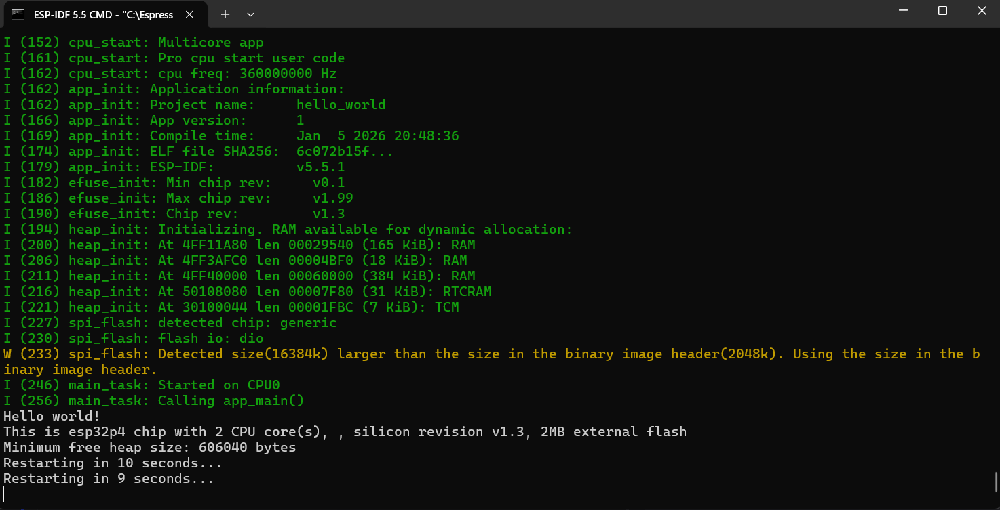 ESP-IDF 5.5 CMD - "C:\Espress
I (152) cpu_start: Multicore app
I (161) cpu_start: Pro cpu start user code
I (162) cpu_start: cpu freq: 360000000 Hz
I (162) app_init: Application information:
I (162) app_init: Project name:     hello_world
I (166) app_init: App version:      1
I (169) app_init: Compile time:     Jan  5 2026 20:48:36
I (174) app_init: ELF file SHA256:  6c072b15f...
I (179) app_init: ESP-IDF:          v5.5.1
I (182) efuse_init: Min chip rev:     v0.1
I (186) efuse_init: Max chip rev:     v1.99
I (190) efuse_init: Chip rev:         v1.3
I (194) heap_init: Initializing. RAM available for dynamic allocation:
I (200) heap_init: At 4FF11A80 len 00029540 (165 KiB): RAM
I (206) heap_init: At 4FF3AFC0 len 00004BF0 (18 KiB): RAM
I (211) heap_init: At 4FF40000 len 00060000 (384 KiB): RAM
I (216) heap_init: At 50108080 len 00007F80 (31 KiB): RTCRAM
I (221) heap_init: At 30100044 len 00001FBC (7 KiB): TCM
I (227) spi_flash: detected chip: generic
I (230) spi_flash: flash io: dio
W (233) spi_flash: Detected size(16384k) larger than the size in the binary image header(2048k). Using the size in the b
inary image header.
I (246) main_task: Started on CPU0
I (256) main_task: Calling app_main()
Hello world!
This is esp32p4 chip with 2 CPU core(s), , silicon revision v1.3, 2MB external flash
Minimum free heap size: 606040 bytes
Restarting in 10 seconds...
Restarting in 9 seconds...